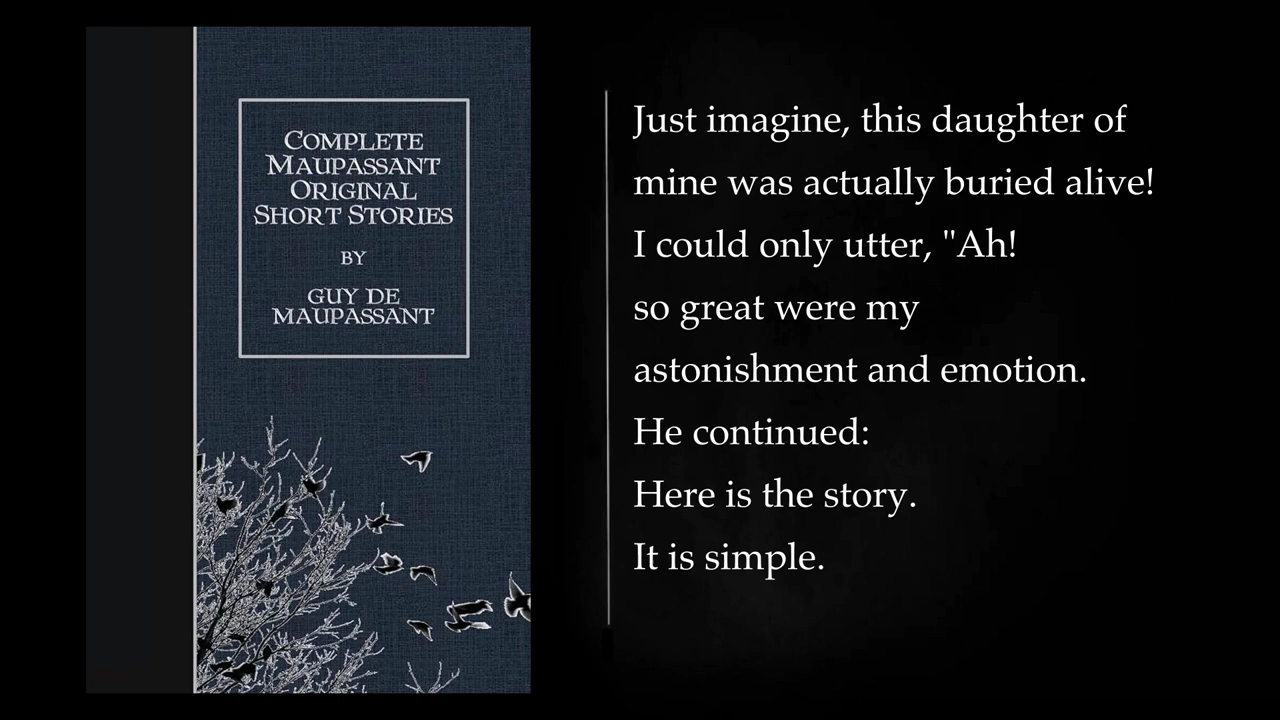 COMPLETE
MAUPASSANT
ORIGINAL
SHORT STORIES
BY
GUY DE
MAUPASSANT
Just imagine, this daughter of
mine was actually buried alive!
I could only utter, "Ah!
so great were my
astonishment and emotion.
He continued:
Here is the story.
It is simple.